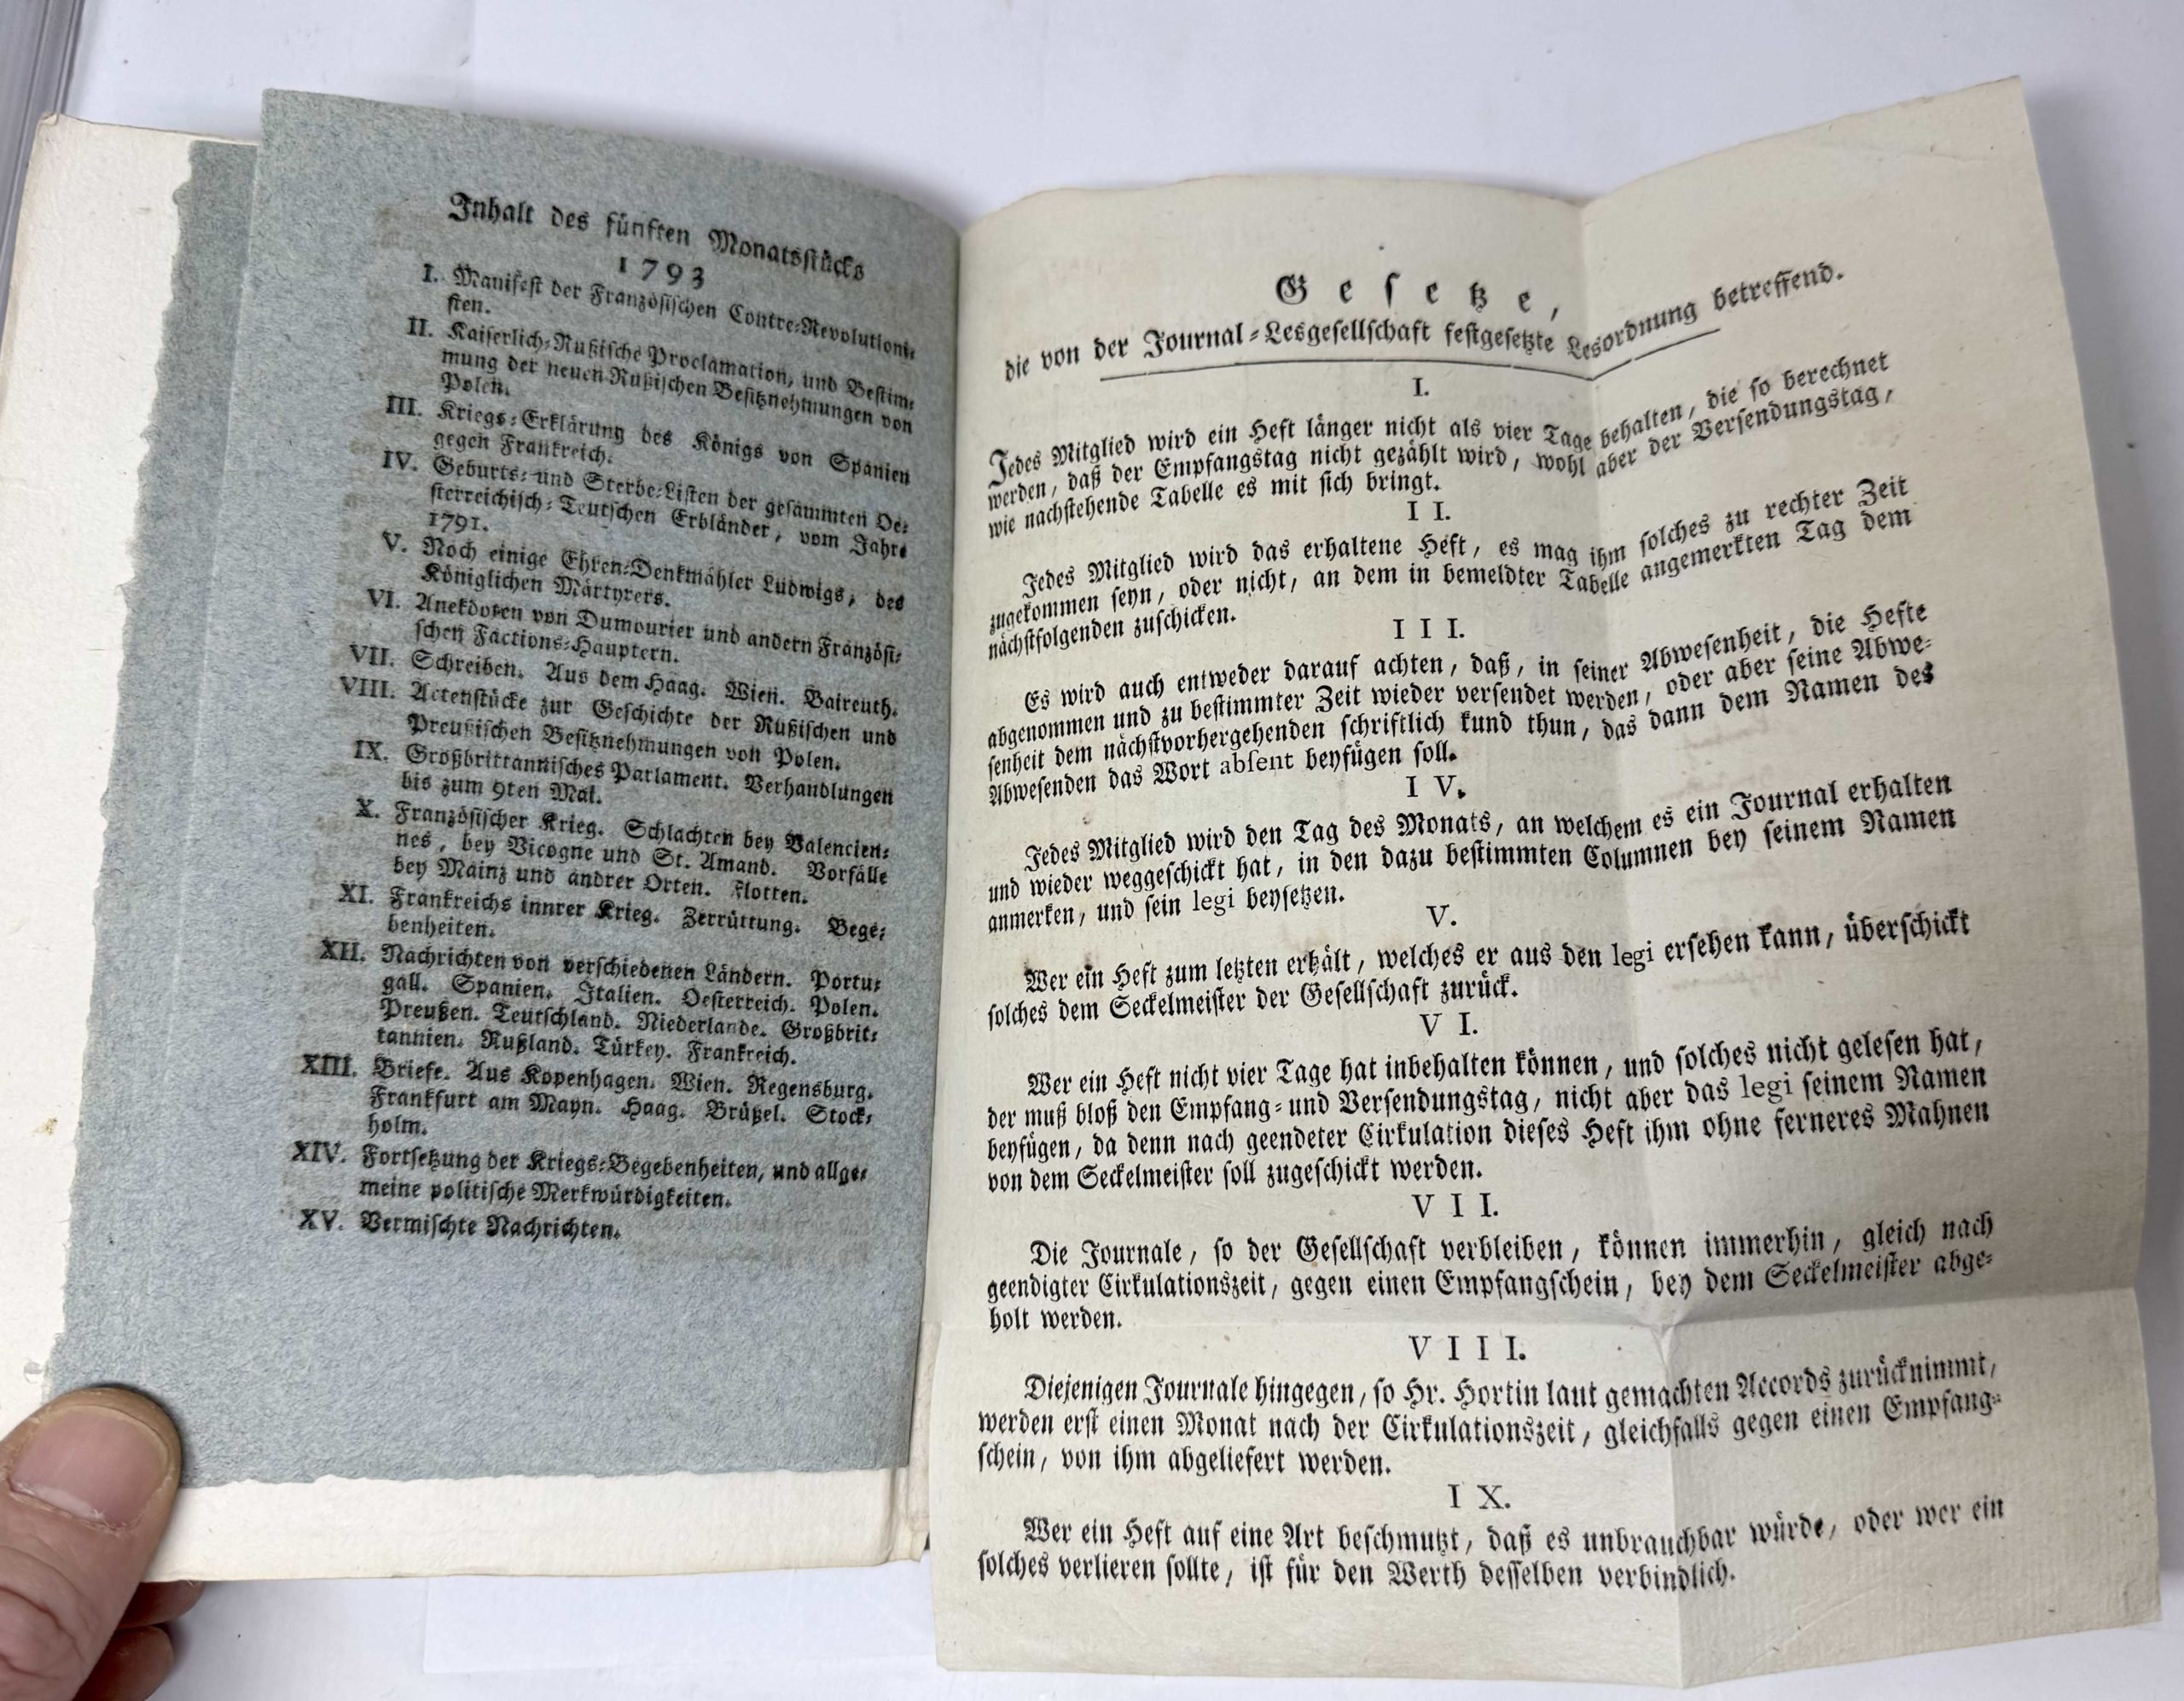 Inhalt des fünften Monatsstücks
1793
I. Manifest der Französischen Contre-Revolutioni-
sten.
II. Kaiserlich-Rußische Proclamation, und Bestim-
mung der neuen Rußischen Besitznehmungen von
Polen.
III. Kriegs-Erklärung des Königs von Spanien
gegen Frankreich.
IV. Geburts- und Sterbe-Listen der gesammten Oe-
sterreichisch-Teutschen Erbländer, vom Jahre
1791.
V. Noch einige Ehren-Denkmähler Ludwigs, des
Königlichen Märtyrers.
VI. Anekdoten von Dumourier und andern Französi-
schen Factions-Hauptern.
VII. Schreiben. Aus dem Haag. Wien. Baireuth.
VIII. Actenstücke zur Geschichte der Rußischen und
Preußischen Besitznehmungen von Polen.
IX. Großbrittannisches Parlament. Verhandlungen
bis zum 9ten Mai.
X. Französischer Krieg. Schlachten bey Valencien-
nes, bey Vicogne und St. Amand. Vorfälle
bey Mainz und andrer Orten. Flotten.
XI. Frankreichs innrer Krieg. Zerrüttung. Bege-
benheiten.
XII. Nachrichten von verschiedenen Ländern. Portu-
gall. Spanien. Italien. Oesterreich. Polen.
Preußen. Teutschland. Niederlande. Großbrit-
tannien. Rußland. Türkey. Frankreich.
XIII. Briefe. Aus Kopenhagen. Wien. Regensburg.
Frankfurt am Mayn. Haag. Brüßel. Stock-
holm.
XIV. Fortsetzung der Kriegs-Begebenheiten, und allge-
meine politische Merkwürdigkeiten.
XV. Vermischte Nachrichten.
Gesetze,
die von der Journal-Lesgesellschaft festgesetzte Lesordnung betreffend.
I.
Jedes Mitglied wird ein Heft länger nicht als vier Tage behalten, die so berechnet
werden, daß der Empfangstag nicht gezählt wird, wohl aber der Versendungstag,
wie nachstehende Tabelle es mit sich bringt.
II.
Jedes Mitglied wird das erhaltene Heft, es mag ihm solches zu rechter Zeit
zugekommen seyn, oder nicht, an dem in bemeldter Tabelle angemerkten Tag dem
nächstfolgenden zuschicken.
III.
Es wird auch entweder darauf achten, daß, in seiner Abwesenheit, die Hefte
abgenommen und zu bestimmter Zeit wieder versendet werden, oder aber seine Abwe-
senheit dem nächstvorhergehenden schriftlich kund thun, das dann dem Namen des
Abwesenden das Wort absent beyfügen soll.
IV.
Jedes Mitglied wird den Tag des Monats, an welchem es ein Journal erhalten
und wieder weggeschickt hat, in den dazu bestimmten Columnen bey seinem Namen
anmerken, und sein legi beysetzen.
V.
Wer ein Heft zum letzten erhält, welches er aus den legi ersehen kann, überschickt
solches dem Seckelmeister der Gesellschaft zurück.
VI.
Wer ein Heft nicht vier Tage hat inbehalten können, und solches nicht gelesen hat,
der muß bloß den Empfang- und Versendungstag, nicht aber das legi seinem Namen
beyfügen, da denn nach geendeter Cirkulation dieses Heft ihm ohne ferneres Mahnen
von dem Seckelmeister soll zugeschickt werden.
VII.
Die Journale, so der Gesellschaft verbleiben, können immerhin, gleich nach
geendigter Cirkulationszeit, gegen einen Empfangschein, bey dem Seckelmeister abge-
holt werden.
VIII.
Diejenigen Journale hingegen, so Hr. Hortin laut gemachten Accords zurücknimmt,
werden erst einen Monat nach der Cirkulationszeit, gleichfalls gegen einen Empfang-
schein, von ihm abgeliefert werden.
IX.
Wer ein Heft auf eine Art beschmutzt, daß es unbrauchbar würde, oder wer ein
solches verlieren sollte, ist für den Werth desselben verbindlich.